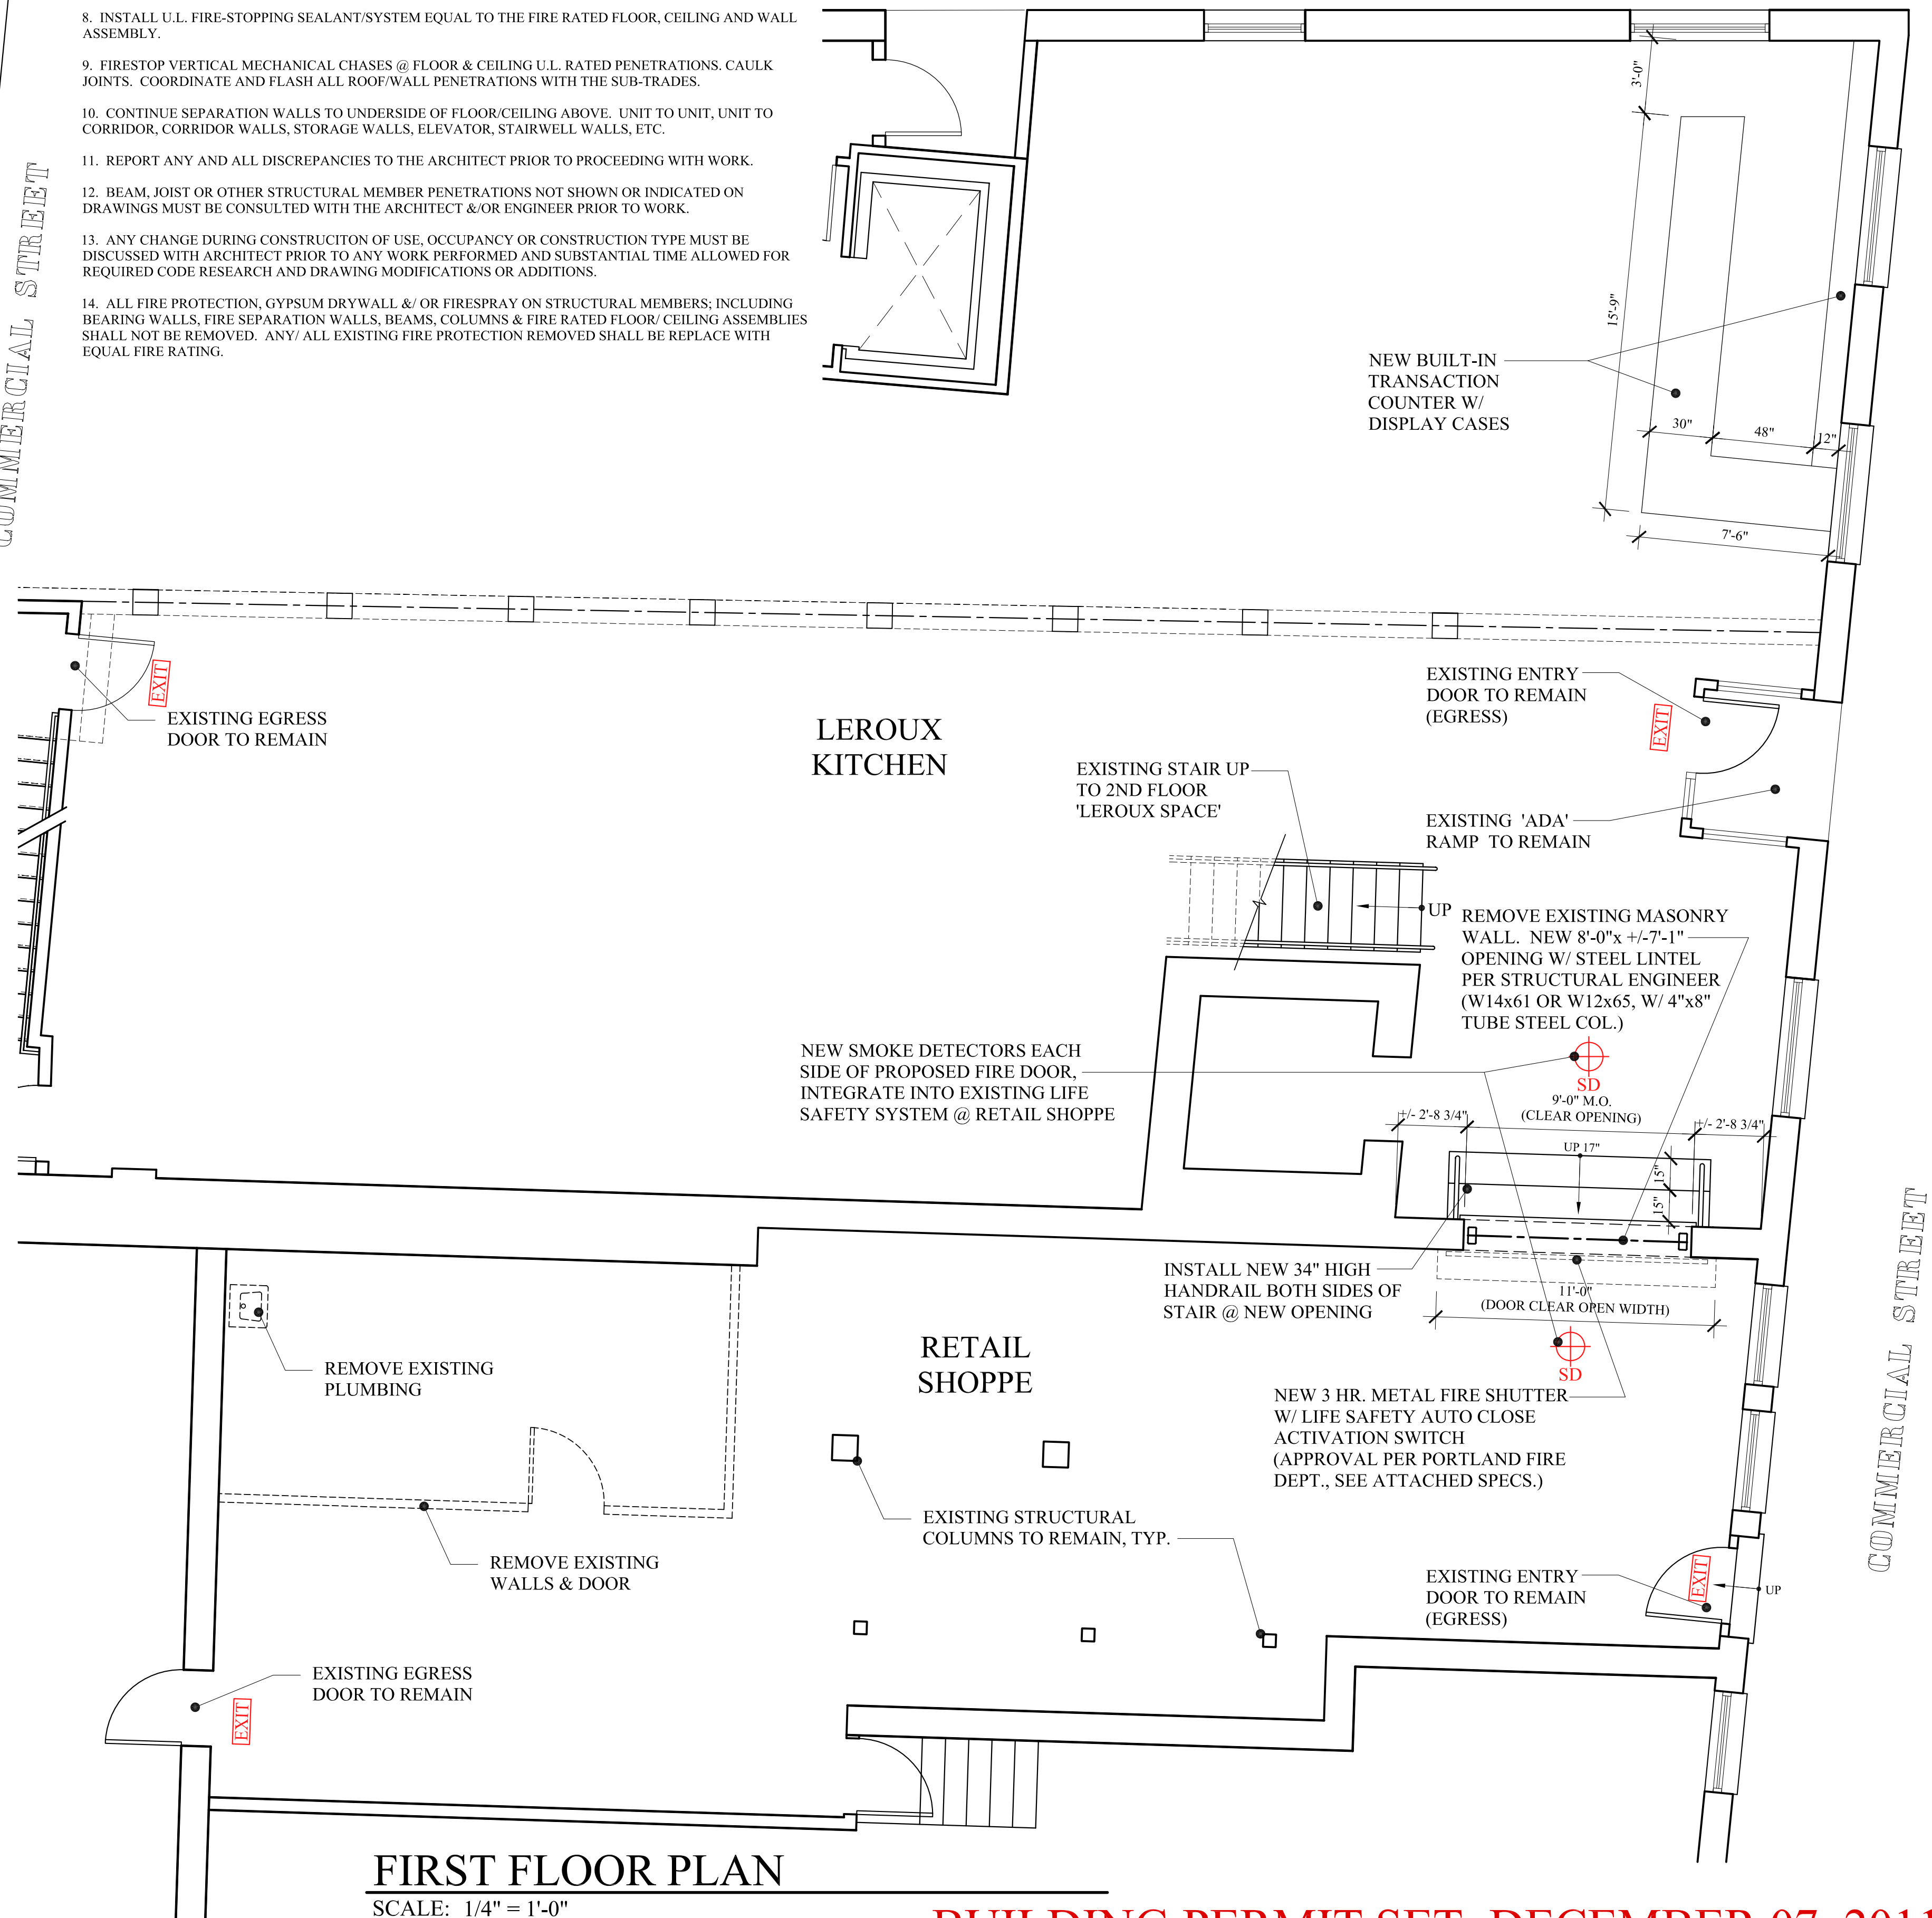 8. INSTALL U.L. FIRE-STOPPING SEALANT/SYSTEM EQUAL TO THE FIRE RATED FLOOR, CEILING AND WALL
ASSEMBLY.
9. FIRESTOP VERTICAL MECHANICAL CHASES @ FLOOR & CEILING U.L. RATED PENETRATIONS. CAULK
JOINTS. COORDINATE AND FLASH ALL ROOF/WALL PENETRATIONS WITH THE SUB-TRADES.
10. CONTINUE SEPARATION WALLS TO UNDERSIDE OF FLOOR/CEILING ABOVE. UNIT TO UNIT, UNIT TO
CORRIDOR, CORRIDOR WALLS, STORAGE WALLS, ELEVATOR, STAIRWELL WALLS, ETC.
11. REPORT ANY AND ALL DISCREPANCIES TO THE ARCHITECT PRIOR TO PROCEEDING WITH WORK.
12. BEAM, JOIST OR OTHER STRUCTURAL MEMBER PENETRATIONS NOT SHOWN OR INDICATED ON
DRAWINGS MUST BE CONSULTED WITH THE ARCHITECT &/OR ENGINEER PRIOR TO WORK.
13. ANY CHANGE DURING CONSTRUCITON OF USE, OCCUPANCY OR CONSTRUCTION TYPE MUST BE
DISCUSSED WITH ARCHITECT PRIOR TO ANY WORK PERFORMED AND SUBSTANTIAL TIME ALLOWED FOR
REQUIRED CODE RESEARCH AND DRAWING MODIFICATIONS OR ADDITIONS.
14. ALL FIRE PROTECTION, GYPSUM DRYWALL &/ OR FIRESPRAY ON STRUCTURAL MEMBERS; INCLUDING
BEARING WALLS, FIRE SEPARATION WALLS, BEAMS, COLUMNS & FIRE RATED FLOOR/ CEILING ASSEMBLIES
SHALL NOT BE REMOVED. ANY/ ALL EXISTING FIRE PROTECTION REMOVED SHALL BE REPLACE WITH
EQUAL FIRE RATING.
COMMERCIAL STREET
3'-0"
15'-9"
NEW BUILT-IN
TRANSACTION
COUNTER W/
DISPLAY CASES
30"
48"
12"
7'-6"
EXIT
EXISTING EGRESS
DOOR TO REMAIN
LEROUX
KITCHEN
EXISTING ENTRY
DOOR TO REMAIN
(EGRESS)
EXIT
EXISTING STAIR UP
TO 2ND FLOOR
'LEROUX SPACE'
EXISTING 'ADA'
RAMP TO REMAIN
UP
REMOVE EXISTING MASONRY
WALL. NEW 8'-0"x +/-7'-1"
OPENING W/ STEEL LINTEL
PER STRUCTURAL ENGINEER
(W14x61 OR W12x65, W/ 4"x8"
TUBE STEEL COL.)
NEW SMOKE DETECTORS EACH
SIDE OF PROPOSED FIRE DOOR,
INTEGRATE INTO EXISTING LIFE
SAFETY SYSTEM @ RETAIL SHOPPE
SD
9'-0" M.O.
(CLEAR OPENING)
+/- 2'-8 3/4"
+/- 2'-8 3/4"
UP 17"
15"
15"
COMMERCIAL STREET
INSTALL NEW 34" HIGH
HANDRAIL BOTH SIDES OF
STAIR @ NEW OPENING
11'-0"
(DOOR CLEAR OPEN WIDTH)
SD
RETAIL
SHOPPE
REMOVE EXISTING
PLUMBING
NEW 3 HR. METAL FIRE SHUTTER
W/ LIFE SAFETY AUTO CLOSE
ACTIVATION SWITCH
(APPROVAL PER PORTLAND FIRE
DEPT., SEE ATTACHED SPECS.)
EXISTING STRUCTURAL
COLUMNS TO REMAIN, TYP.
REMOVE EXISTING
WALLS & DOOR
EXISTING ENTRY
DOOR TO REMAIN
(EGRESS)
EXIT
UP
EXISTING EGRESS
DOOR TO REMAIN
EXIT
FIRST FLOOR PLAN
SCALE: 1/4" = 1'-0"
BUILDING PERMIT SET, DECEMBER 07, 2011